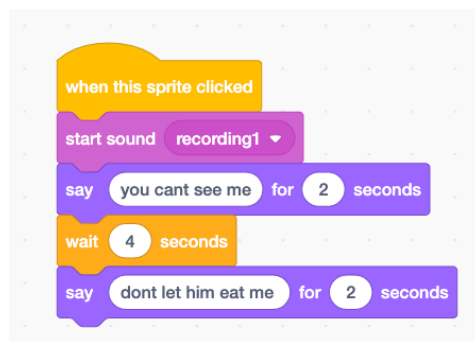 when this sprite clicked
start sound recording1
say you cant see me for 2 seconds
wait 4 seconds
say dont let him eat me for 2 seconds